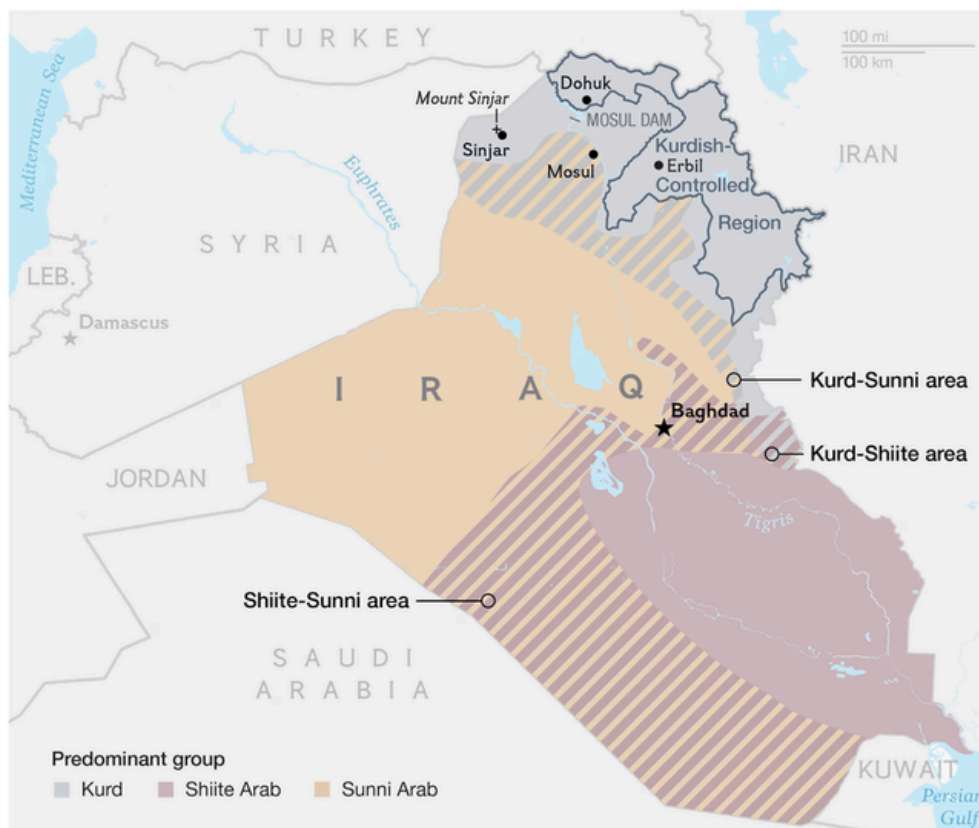 TURKEY
100 mi
100 km
Mediterranean Sea
Dohuk
Mount Sinjar
MOSUL DAM
Sinjar
Kurdish-
Erbil
Controlled
Region
Mosul
IRAN
Euphrates
SYRIA
LEB.
Damascus
IRAQ
Kurd-Sunni area
Baghdad
Kurd-Shiite area
JORDAN
Tigris
Shiite-Sunni area
SAUDI
ARABIA
Predominant group
Kurd
Shiite Arab
Sunni Arab
KUWAIT
Persian
Gulf